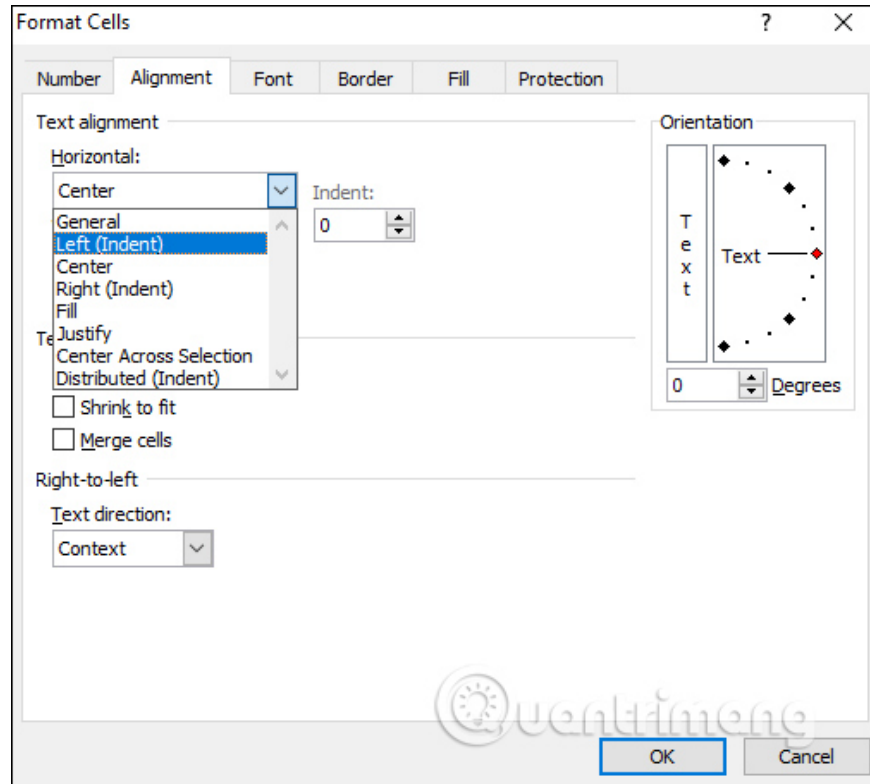 Format Cells
Number Alignment Font Border Fill Protection
Text alignment
Horizontal:
Center
Indent:
0
General
Left (Indent)
Center
Right (Indent)
Fill
Justify
Center Across Selection
Distributed (Indent)
Te
Shrink to fit
Merge cells
Right-to-left
Text direction:
Context
Orientation
Text
Text
0 Degrees
Quantrimang
OK Cancel